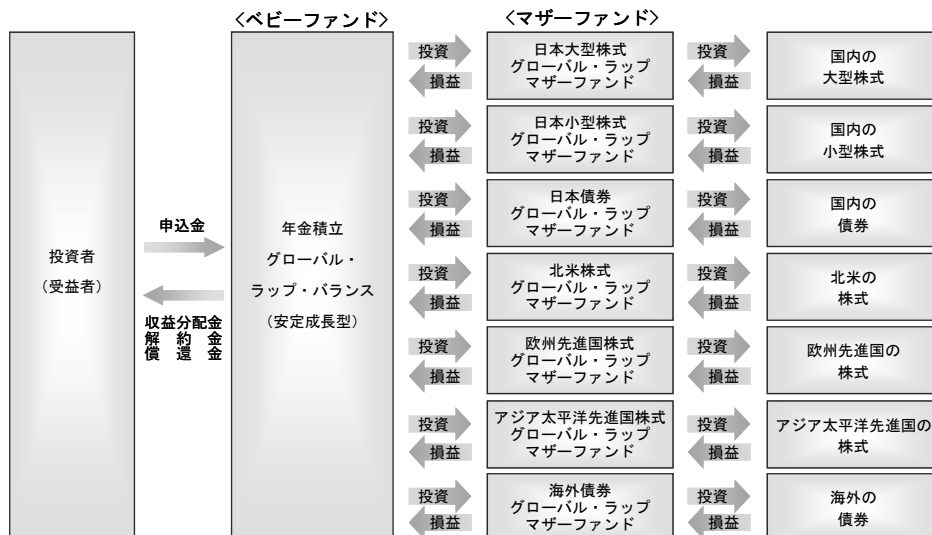 <ベビーファンド>
<マザーファンド>
投資者
（受益者）
申込金
収益分配金
解約金
償還金
年金積立
グローバル・
ラップ・バランス
（安定成長型）
投資
損益
日本大型株式
グローバル・ラップ
マザーファンド
投資
損益
国内の
大型株式
投資
損益
日本小型株式
グローバル・ラップ
マザーファンド
投資
損益
国内の
小型株式
投資
損益
日本債券
グローバル・ラップ
マザーファンド
投資
損益
国内の
債券
投資
損益
北米株式
グローバル・ラップ
マザーファンド
投資
損益
北米の
株式
投資
損益
欧州先進国株式
グローバル・ラップ
マザーファンド
投資
損益
欧州先進国の
株式
投資
損益
アジア太平洋先進国株式
グローバル・ラップ
マザーファンド
投資
損益
アジア太平洋先進国の
株式
投資
損益
海外債券
グローバル・ラップ
マザーファンド
投資
損益
海外の
債券